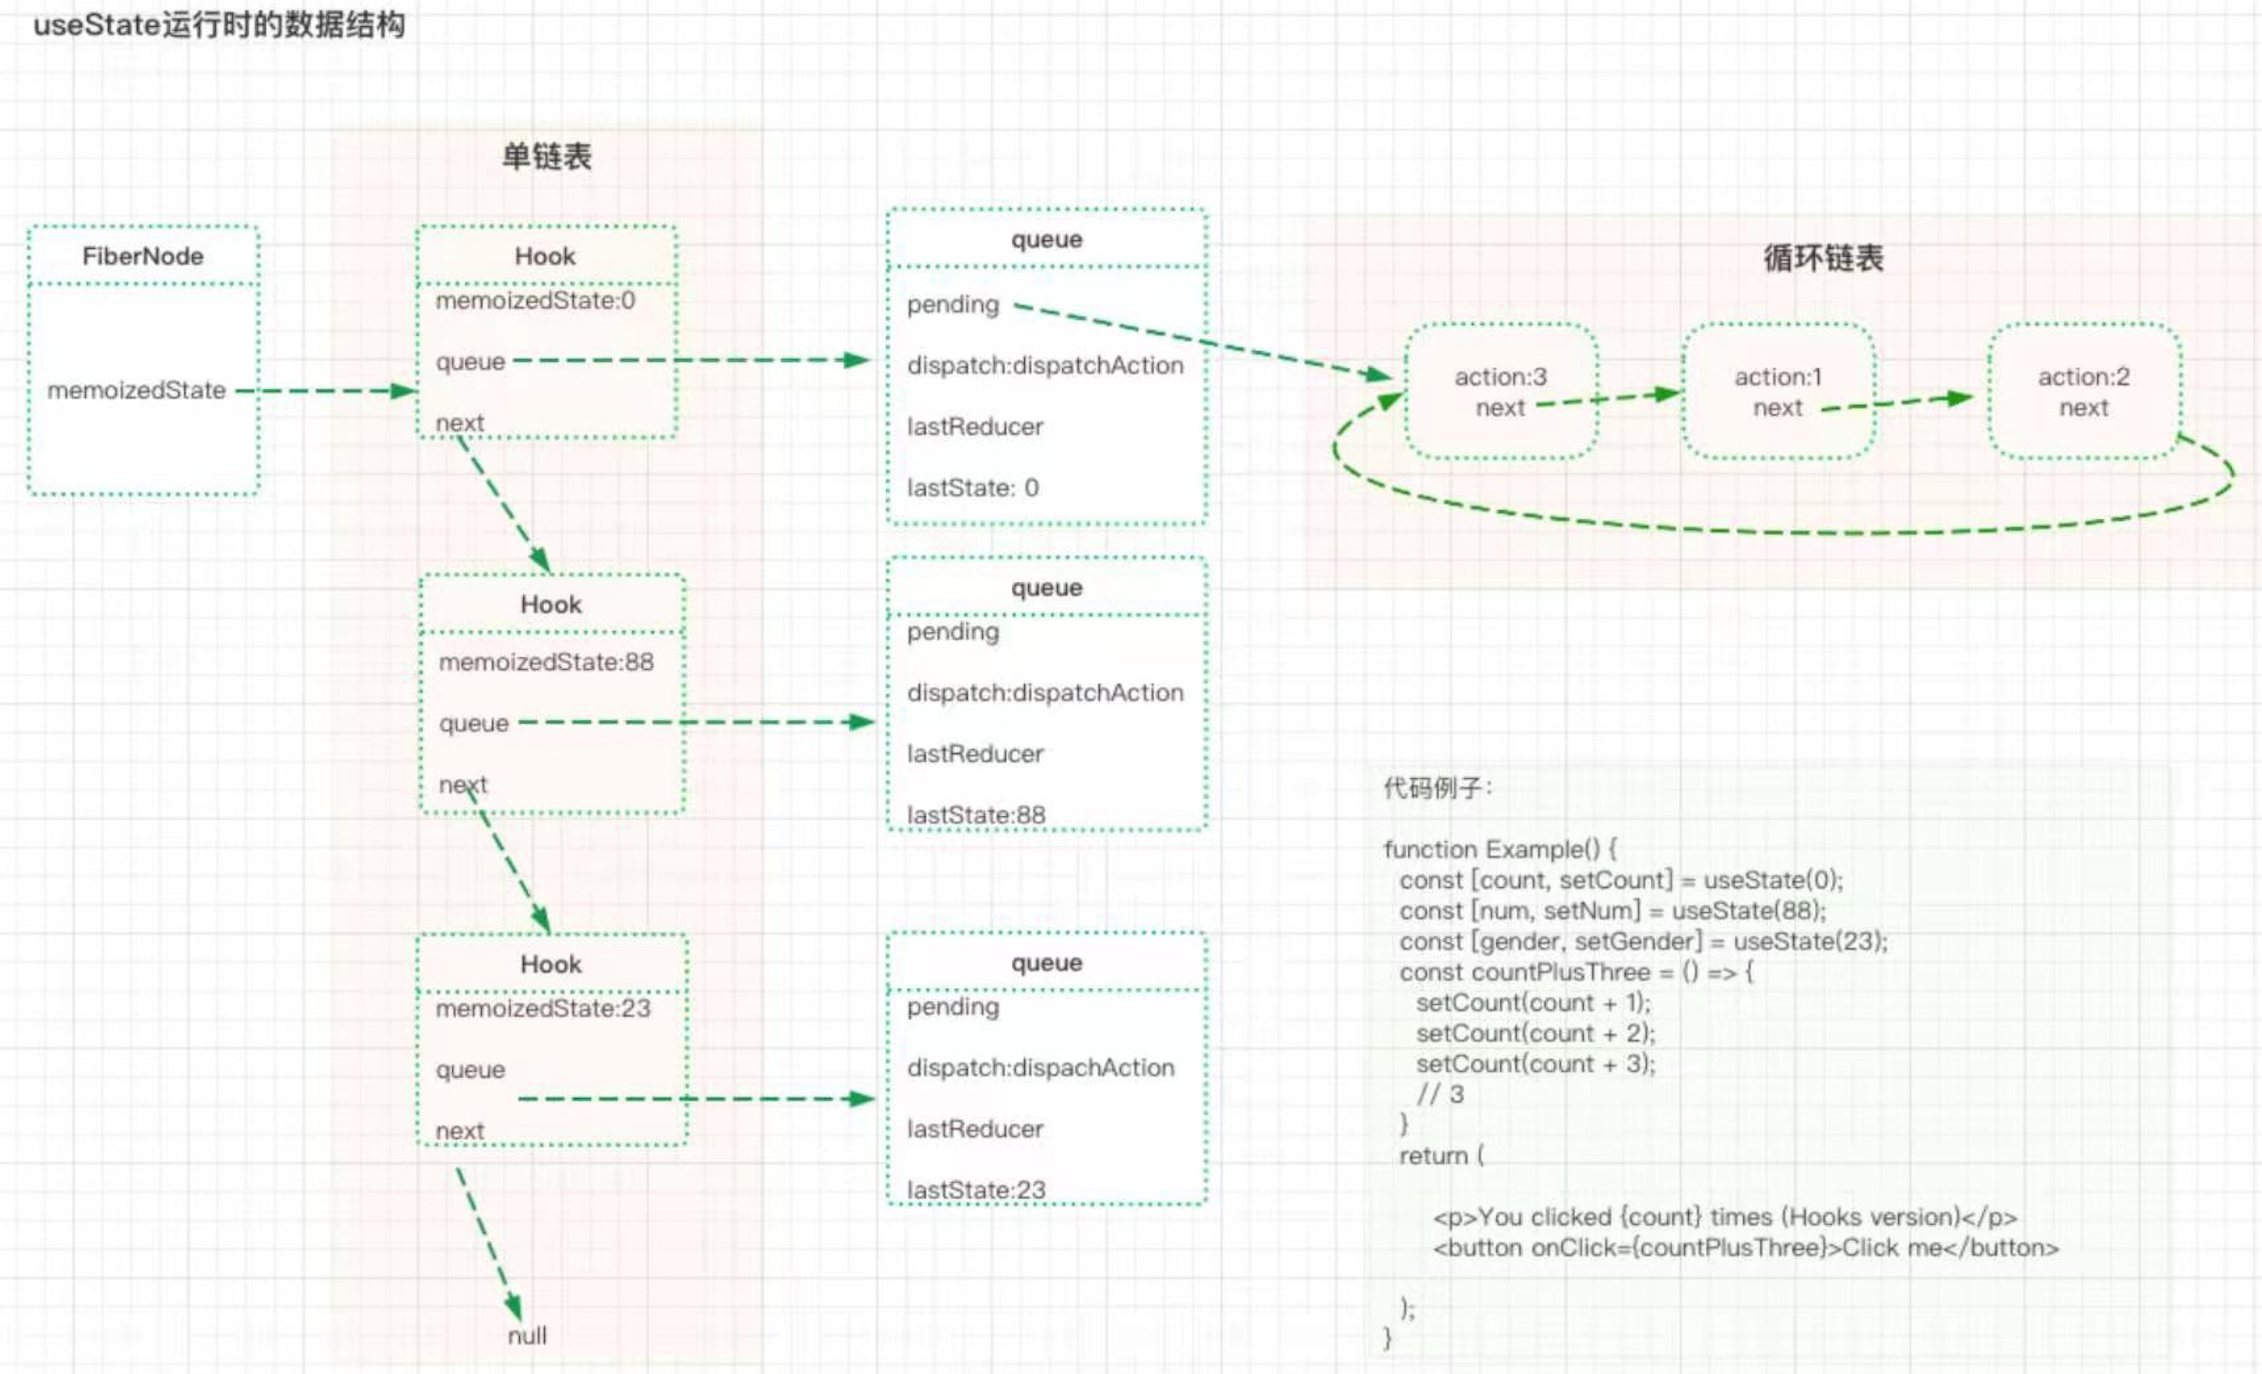 useState运行时的数据结构
单链表
FiberNode
memoizedState
Hook
memoizedState:0
queue
next
queue
pending
dispatch:dispatchAction
lastReducer
lastState: 0
循环链表
action:3
next
action:1
next
action:2
next
Hook
memoizedState:88
queue
next
queue
pending
dispatch:dispatchAction
lastReducer
lastState:88
Hook
memoizedState:23
queue
next
null
queue
pending
dispatch:dispachAction
lastReducer
lastState:23
代码例子：
function Example() {
const [count, setCount] = useState(0);
const [num, setNum] = useState(88);
const [gender, setGender] = useState(23);
const countPlusThree = () => {
setCount(count + 1);
setCount(count + 2);
setCount(count + 3);
// 3
}
return (
<p>You clicked {count} times (Hooks version)</p>
<button onClick={countPlusThree}>Click me</button>
);
}